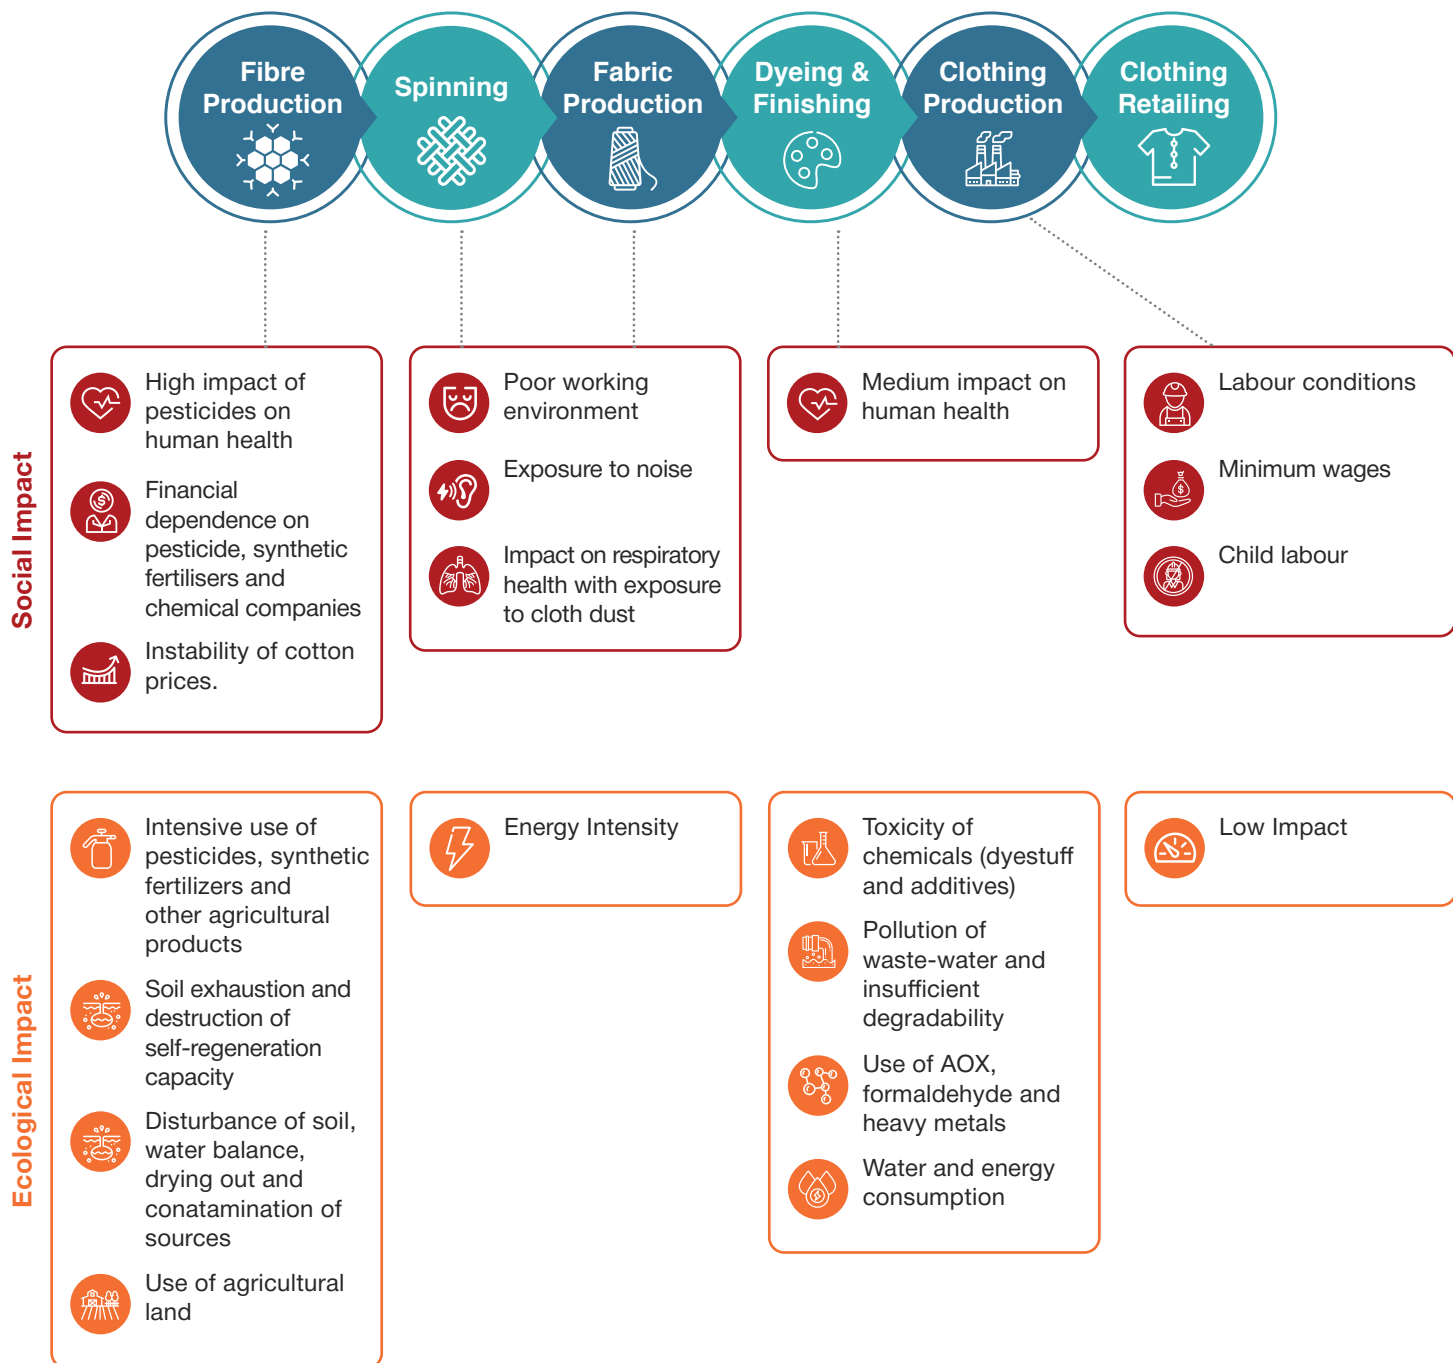 Fibre
Production
Spinning
Fabric
Production
Dyeing &
Finishing
Clothing
Production
Clothing
Retailing
Social Impact
High impact of
pesticides on
human health
Financial
dependence on
pesticide, synthetic
fertilisers and
chemical companies
Instability of cotton
prices.
Poor working
environment
Exposure to noise
Impact on respiratory
health with exposure
to cloth dust
Medium impact on
human health
Labour conditions
Minimum wages
Child labour
Ecological Impact
Intensive use of
pesticides, synthetic
fertilizers and
other agricultural
products
Soil exhaustion and
destruction of
self-regeneration
capacity
Disturbance of soil,
water balance,
drying out and
conatamination of
sources
Use of agricultural
land
Energy Intensity
Toxicity of
chemicals (dyestuff
and additives)
Pollution of
waste-water and
insufficient
degradability
Use of AOX,
formaldehyde and
heavy metals
Water and energy
consumption
Low Impact